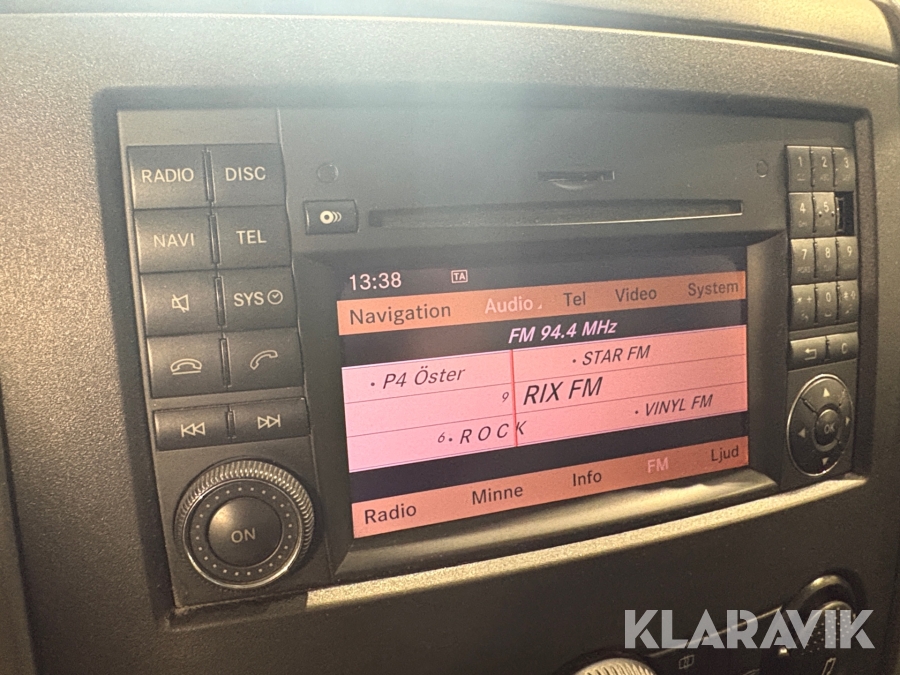 RADIO DISC
NAVI TEL
SYS
ON
13:38 TA
Navigation Audio Tel Video System
FM 94.4 MHz
• P4 Öster • STAR FM
9 RIX FM
6 • ROCK • VINYL FM
Radio Minne Info FM Ljud
1 2 3
4 5
7 8 9
* 0 #
C
OK
KLARAVIK